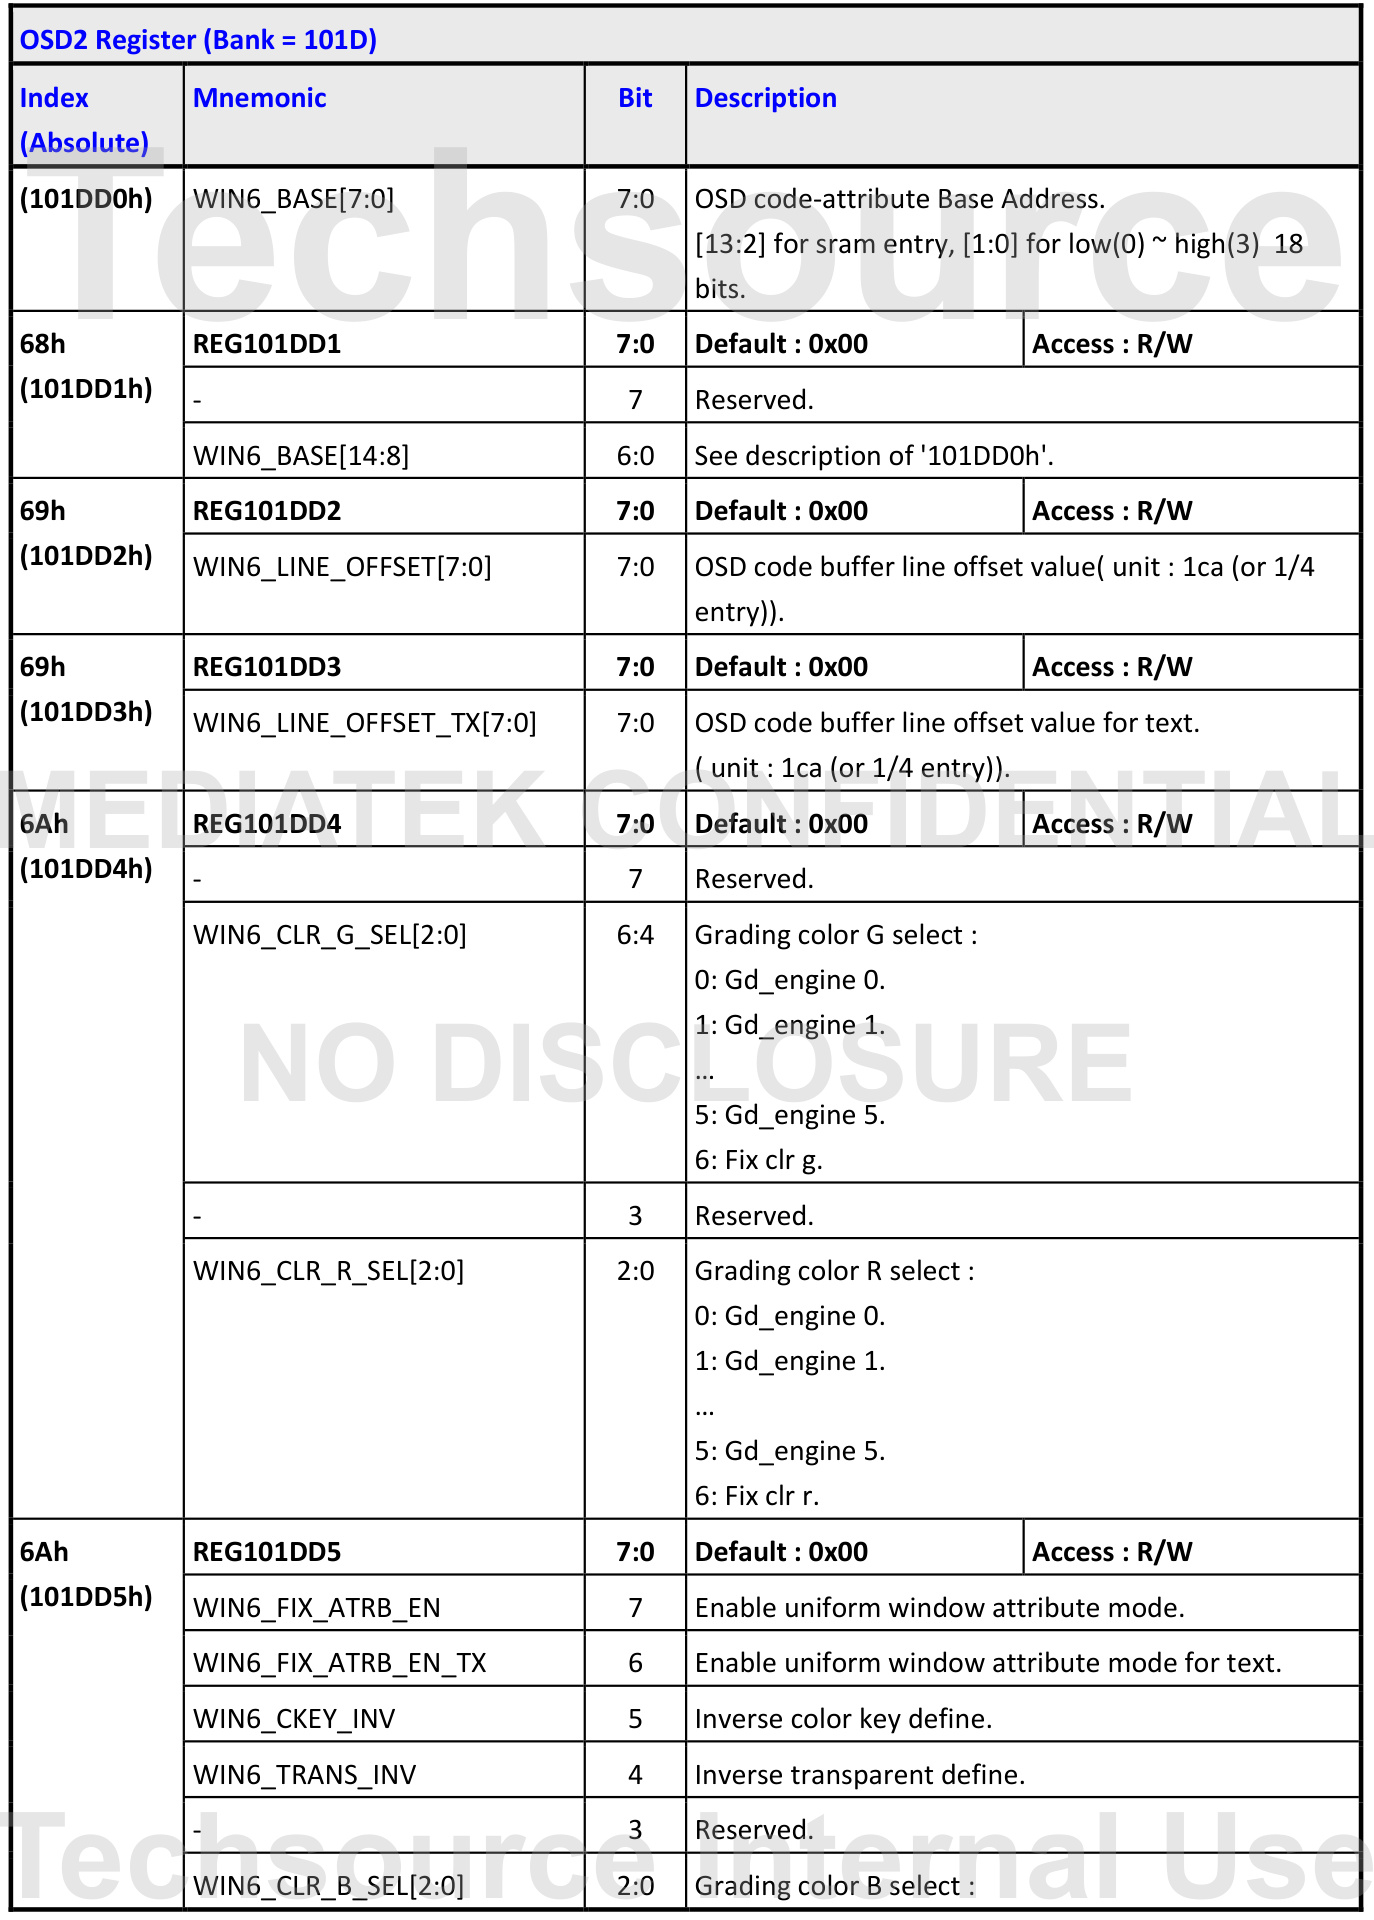 OSD2 Register (Bank = 101D)
Index (Absolute) Mnemonic Bit Description
(101DD0h) WIN6_BASE[7:0] 7:0 OSD code-attribute Base Address.
[13:2] for sram entry, [1:0] for low(0) ~ high(3) 18
bits.
68h REG101DD1 7:0 Default : 0x00 Access : R/W
(101DD1h)
- 7 Reserved.
WIN6_BASE[14:8] 6:0 See description of '101DD0h'.
69h REG101DD2 7:0 Default : 0x00 Access : R/W
(101DD2h)
WIN6_LINE_OFFSET[7:0] 7:0 OSD code buffer line offset value( unit : 1ca (or 1/4
entry)).
69h REG101DD3 7:0 Default : 0x00 Access : R/W
(101DD3h)
WIN6_LINE_OFFSET_TX[7:0] 7:0 OSD code buffer line offset value for text.
( unit : 1ca (or 1/4 entry)).
6Ah REG101DD4 7:0 Default : 0x00 Access : R/W
(101DD4h)
- 7 Reserved.
WIN6_CLR_G_SEL[2:0] 6:4 Grading color G select :
0: Gd_engine 0.
1: Gd_engine 1.
...
5: Gd_engine 5.
6: Fix clr g.
- 3 Reserved.
WIN6_CLR_R_SEL[2:0] 2:0 Grading color R select :
0: Gd_engine 0.
1: Gd_engine 1.
...
5: Gd_engine 5.
6: Fix clr r.
6Ah REG101DD5 7:0 Default : 0x00 Access : R/W
(101DD5h)
WIN6_FIX_ATRB_EN 7 Enable uniform window attribute mode.
WIN6_FIX_ATRB_EN_TX 6 Enable uniform window attribute mode for text.
WIN6_CKEY_INV 5 Inverse color key define.
WIN6_TRANS_INV 4 Inverse transparent define.
- 3 Reserved.
WIN6_CLR_B_SEL[2:0] 2:0 Grading color B select :
Techsource
MEDIATEK CONFIDENTIAL
NO DISCLOSURE
Techsource Internal Use